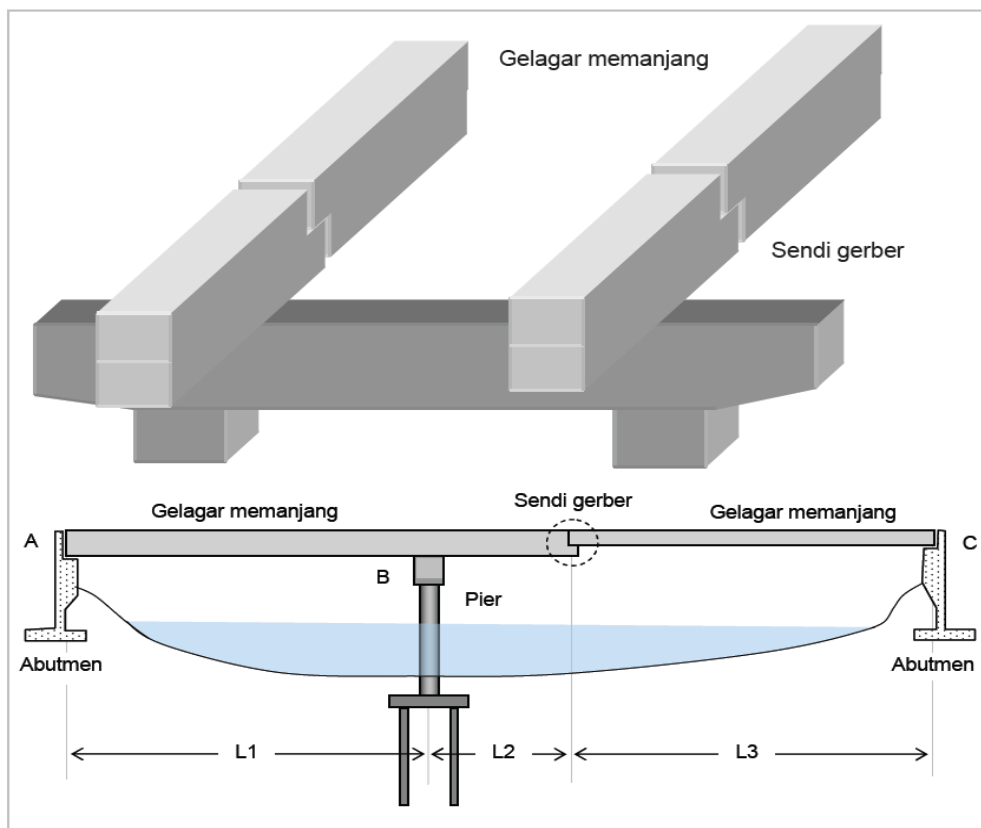 Gelagar memanjang
Sendi gerber
Gelagar memanjang
Sendi gerber
Gelagar memanjang
A
B
C
Pier
Abutmen
Abutmen
L1
L2
L3